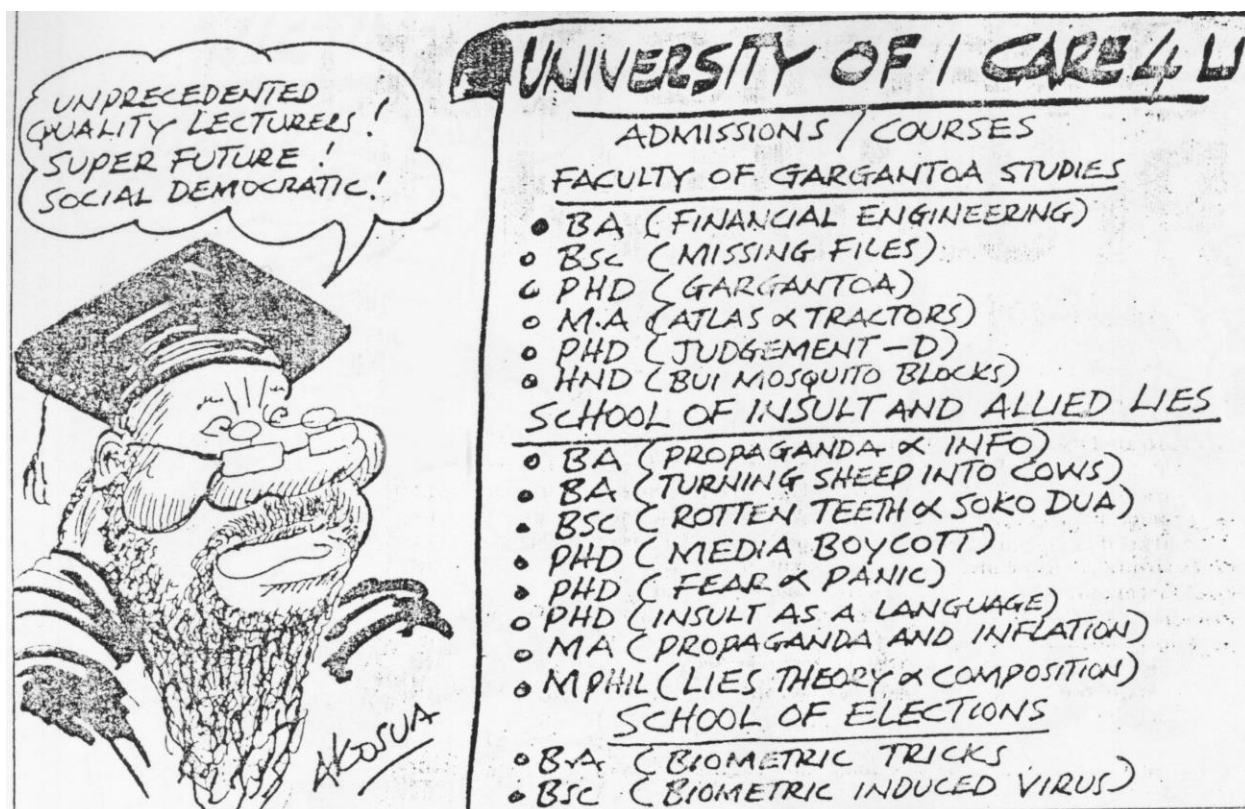 UNPRECEDENTED
QUALITY LECTURERS!
SUPER FUTURE!
SOCIAL DEMOCRATIC!
UNIVERSITY OF I CARE 4 U
ADMISSIONS / COURSES
FACULTY OF GARGANTOA STUDIES
• BA (FINANCIAL ENGINEERING)
• BSC (MISSING FILES)
• PHD (GARGANTOA)
• M.A (ATLAS & TRACTORS)
• PHD (JUDGEMENT-D)
• HND (BUI MOSQUITO BLOCKS)
SCHOOL OF INSULT AND ALLIED LIES
• BA (PROPAGANDA & INFO)
• BA (TURNING SHEEP INTO COWS)
• BSC (ROTTEN TEETH & SOKO DUA)
• PHD (MEDIA BOYCOTT)
• PHD (FEAR & PANIC)
• PHD (INSULT AS A LANGUAGE)
• MA (PROPAGANDA AND INFLATION)
• MPHIL (LIES THEORY & COMPOSITION)
SCHOOL OF ELECTIONS
• BA (BIOMETRIC TRICKS
• BSC (BIOMETRIC INDUCED VIRUS)
AKOSUA